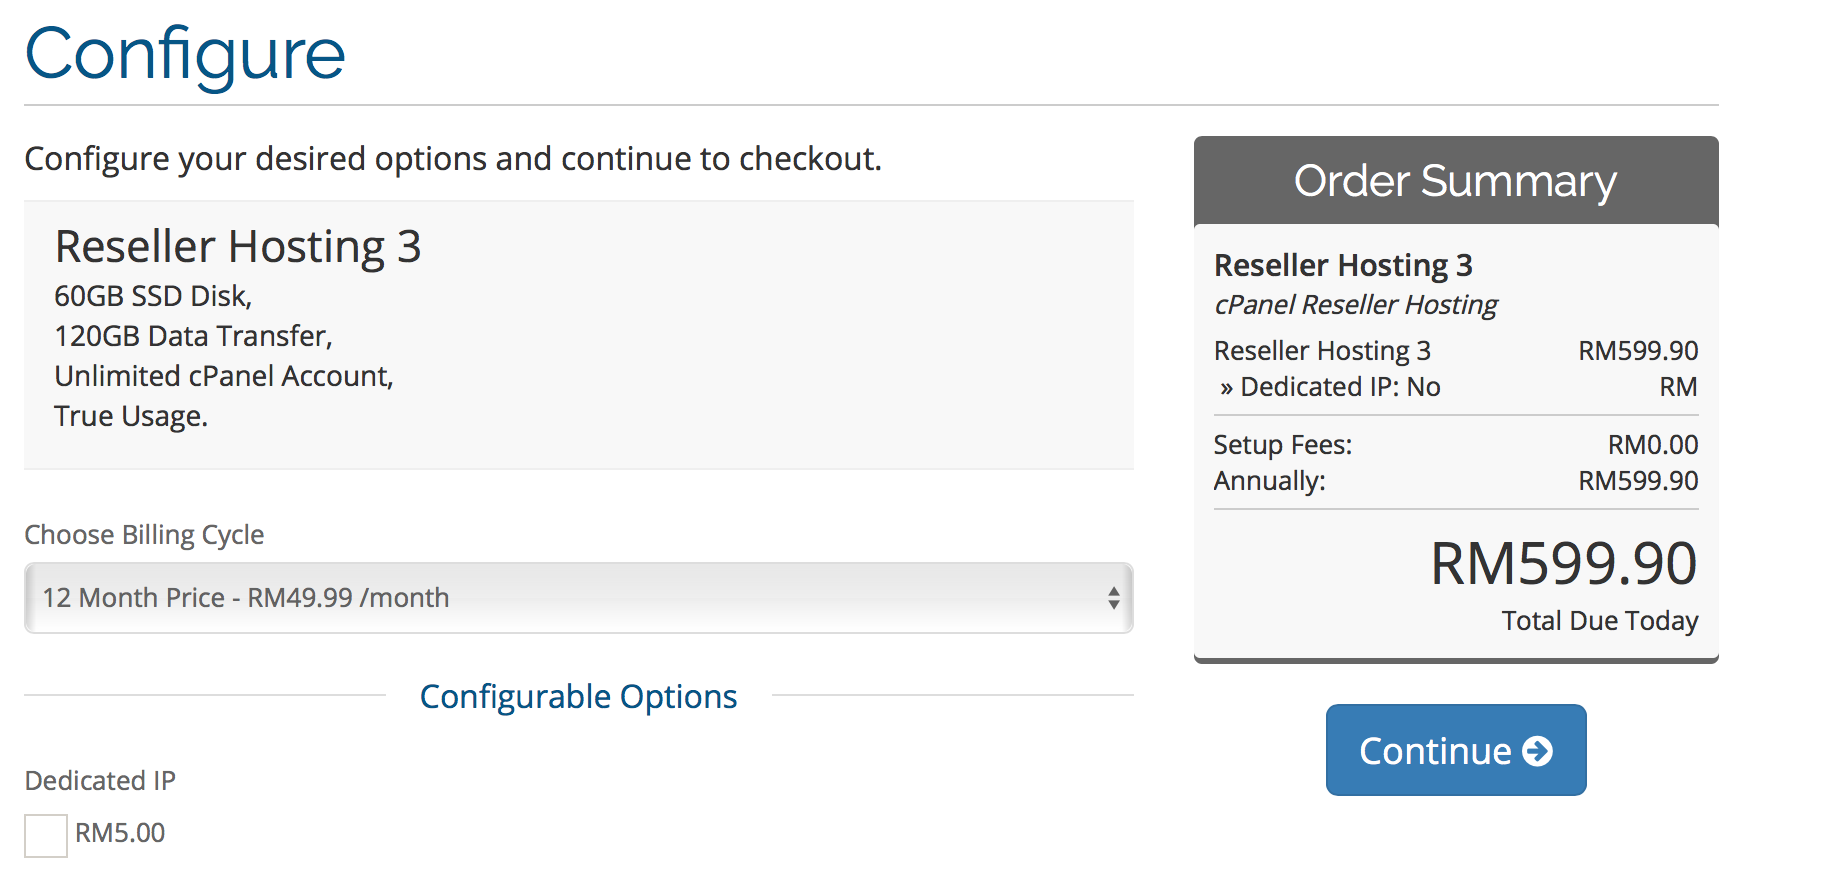 Configure
Configure your desired options and continue to checkout.
Reseller Hosting 3
60GB SSD Disk,
120GB Data Transfer,
Unlimited cPanel Account,
True Usage.
Choose Billing Cycle
12 Month Price - RM49.99 /month
Configurable Options
Dedicated IP
RM5.00
Order Summary
Reseller Hosting 3
cPanel Reseller Hosting
Reseller Hosting 3 RM599.90
» Dedicated IP: No RM
Setup Fees: RM0.00
Annually: RM599.90
RM599.90
Total Due Today
Continue